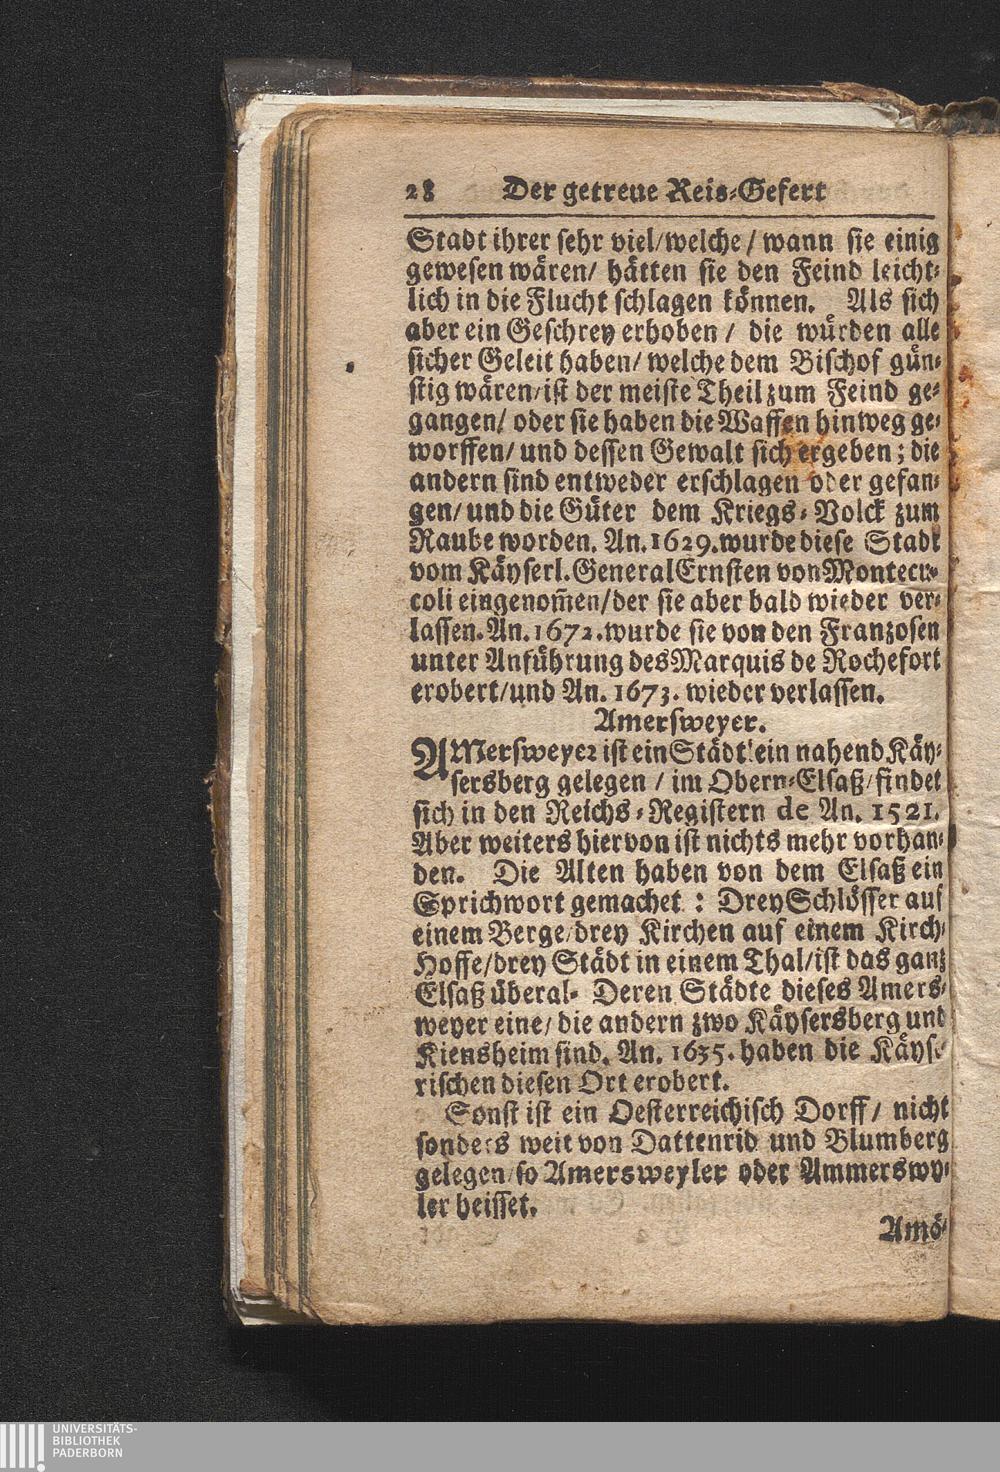 28 Der getreue Reis-Gefert
Stadt ihrer sehr viel/welche / wann sie einig
gewesen wären/ hätten sie den Feind leicht-
lich in die Flucht schlagen können. Als sich
aber ein Geschrey erhoben / die würden alle
sicher Geleit haben/ welche dem Bischof gün-
stig wären/ist der meiste Theil zum Feind ge-
gangen/ oder sie haben die Waffen hinweg ge-
worffen/ und dessen Gewalt sich ergeben; die
andern sind entweder erschlagen oder gefan-
gen/ und die Güter dem Kriegs-Volck zum
Raube worden. An. 1629. wurde diese Stadt
vom Käyserl. General Ernsten von Montecu-
coli eingenom̃en/der sie aber bald wieder ver-
lassen. An. 1672. wurde sie von den Franzosen
unter Anführung des Marquis de Rochefort
erobert/und An. 1673. wieder verlassen.
Amersweyer.
AMersweyer ist ein Städtlein nahend Käy-
sersberg gelegen / im Obern-Elsaß/ findet
sich in den Reichs-Registern de An. 1521.
Aber weiters hiervon ist nichts mehr vorhan-
den. Die Alten haben von dem Elsaß ein
Sprichwort gemachet : Drey Schlösser auf
einem Berge/drey Kirchen auf einem Kirch-
Hoffe/drey Städt in einem Thal/ist das ganz
Elsaß überal. Deren Städte dieses Amers-
weyer eine/ die andern zwo Käysersberg und
Kiensheim sind. An. 1635. haben die Käyse-
rischen diesen Ort erobert.
Sonst ist ein Oesterreichisch Dorff/ nicht
sonders weit von Dattenrid und Blumberg
gelegen/so Amersweyler oder Ammerswy-
ler heisset.
Amö-
UNIVERSITÄTS-
BIBLIOTHEK
PADERBORN